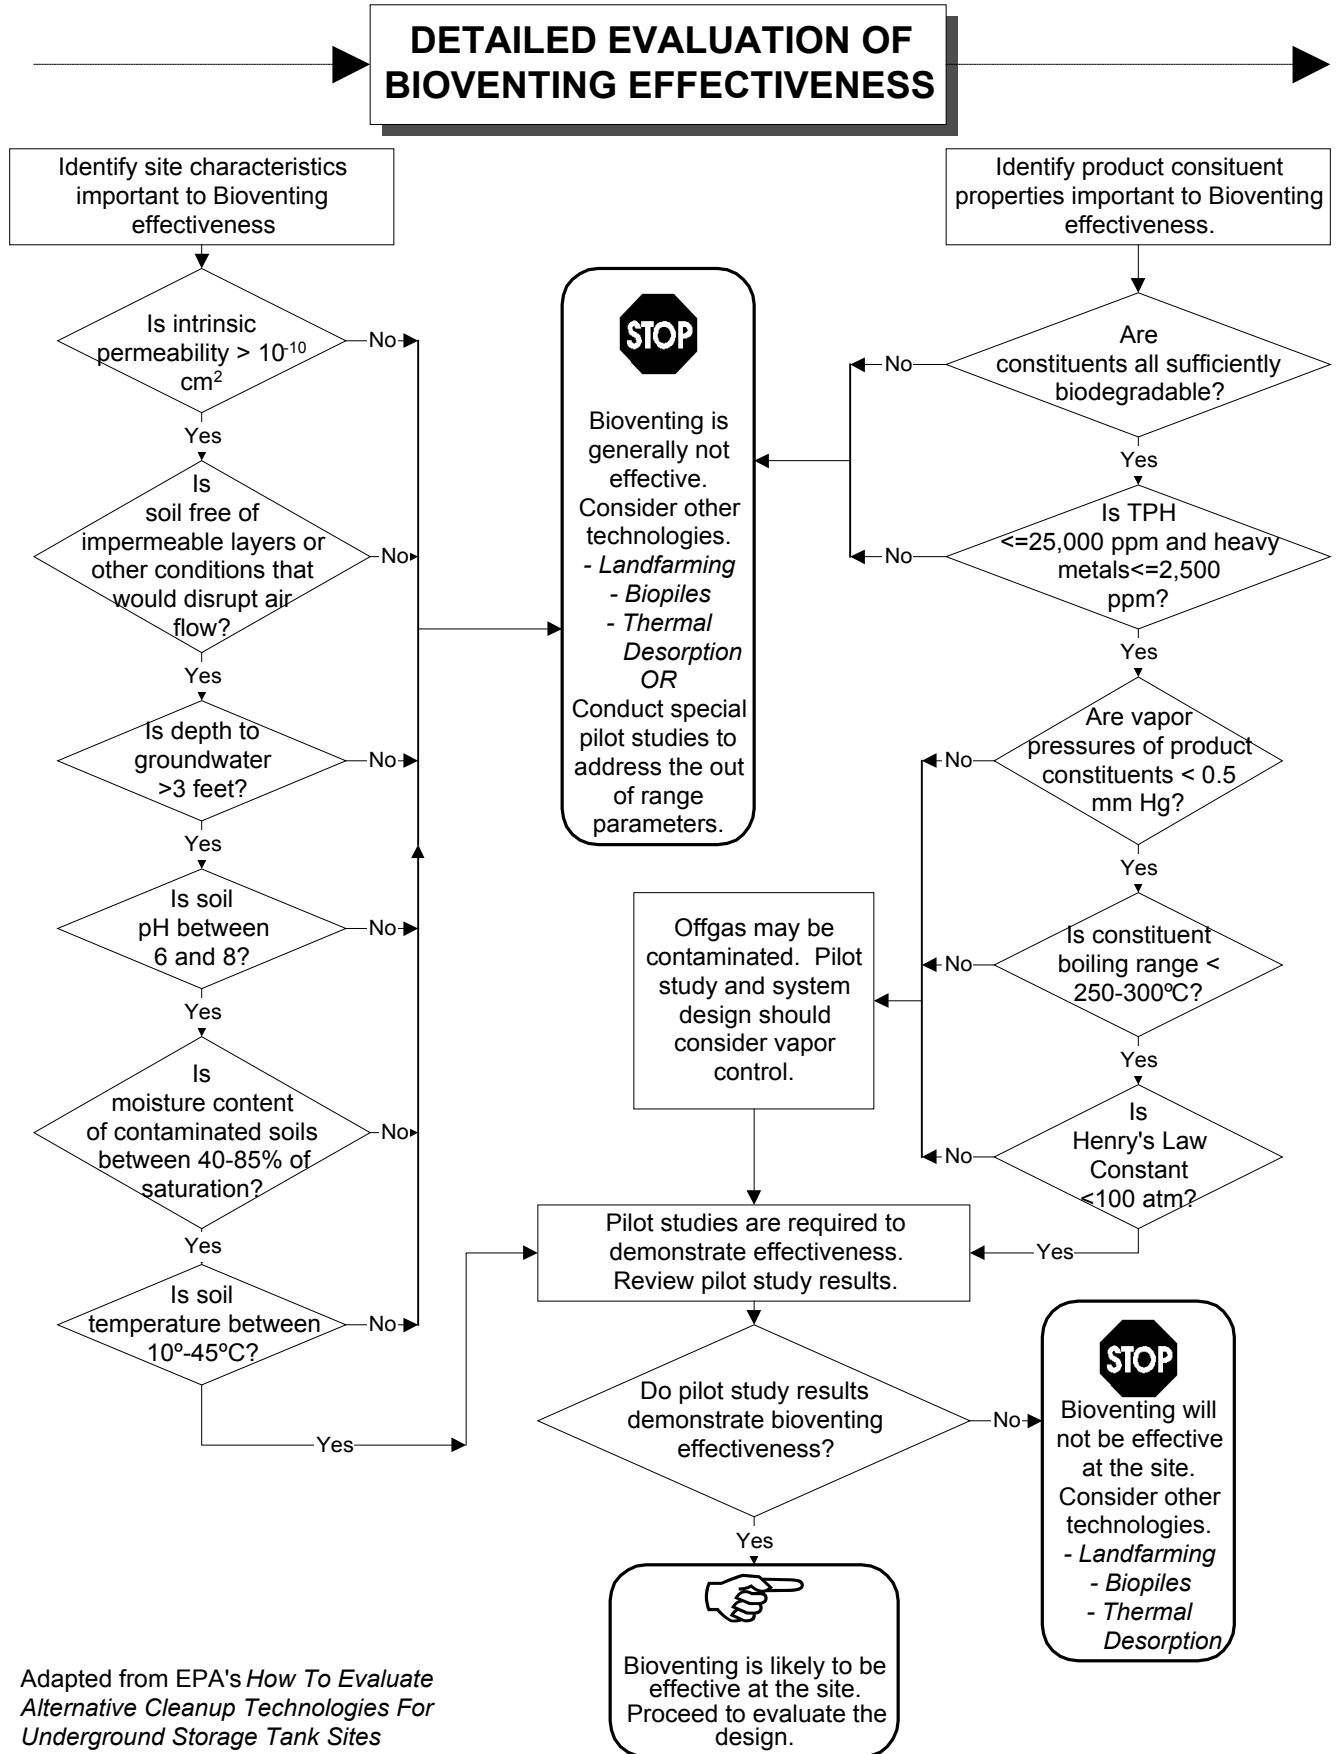 DETAILED EVALUATION OF
BIOVENTING EFFECTIVENESS
Identify site characteristics
important to Bioventing
effectiveness
Is intrinsic
permeability > 10⁻¹⁰
cm²
No
Yes
Is
soil free of
impermeable layers or
other conditions that
would disrupt air
flow?
No
Yes
Is depth to
groundwater
>3 feet?
No
Yes
Is soil
pH between
6 and 8?
No
Yes
Is
moisture content
of contaminated soils
between 40-85% of
saturation?
No
Yes
Is soil
temperature between
10º-45ºC?
No
Yes
STOP
Bioventing is
generally not
effective.
Consider other
technologies.
- Landfarming
- Biopiles
- Thermal
Desorption
OR
Conduct special
pilot studies to
address the out
of range
parameters.
Identify product consituent
properties important to Bioventing
effectiveness.
Are
constituents all sufficiently
biodegradable?
No
Yes
Is TPH
<=25,000 ppm and heavy
metals<=2,500
ppm?
No
Yes
Are vapor
pressures of product
constituents < 0.5
mm Hg?
No
Yes
Is constituent
boiling range <
250-300ºC?
No
Yes
Is
Henry's Law
Constant
<100 atm?
No
Yes
Offgas may be
contaminated. Pilot
study and system
design should
consider vapor
control.
Pilot studies are required to
demonstrate effectiveness.
Review pilot study results.
Do pilot study results
demonstrate bioventing
effectiveness?
No
Yes
STOP
Bioventing will
not be effective
at the site.
Consider other
technologies.
- Landfarming
- Biopiles
- Thermal
Desorption
Bioventing is likely to be
effective at the site.
Proceed to evaluate the
design.
Adapted from EPA's How To Evaluate
Alternative Cleanup Technologies For
Underground Storage Tank Sites